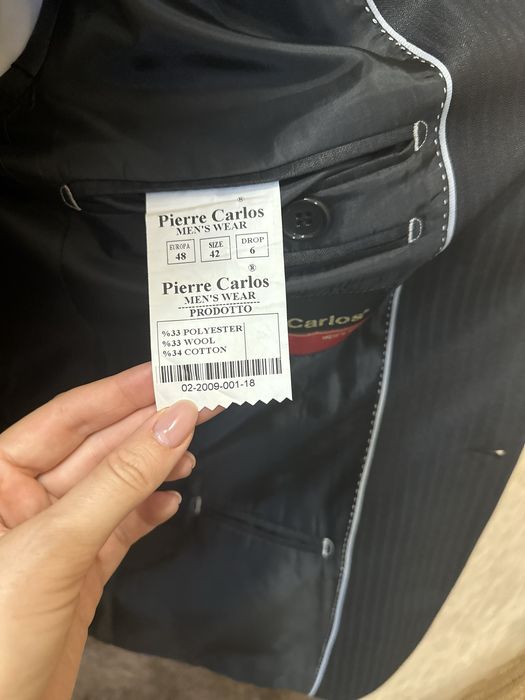 ®
Pierre Carlos
MEN'S WEAR
EUROPA SIZE DROP
48 42 6
®
Pierre Carlos
MEN'S WEAR
PRODOTTO
%33 POLYESTER
%33 WOOL
%34 COTTON
02-2009-001-18
Carlos®